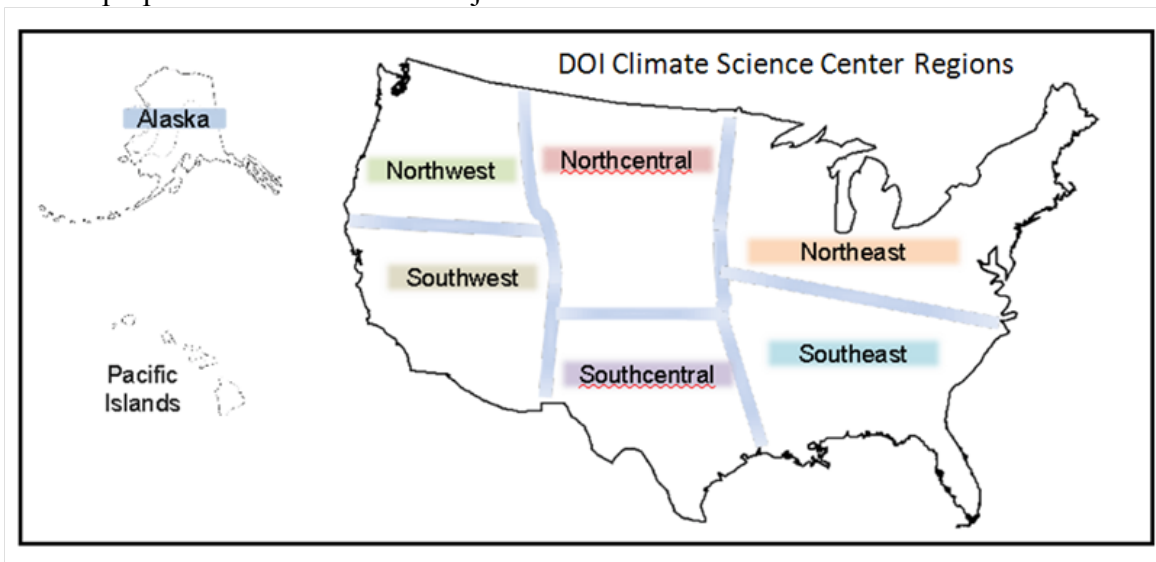 DOI Climate Science Center Regions
Alaska
Northwest
Northcentral
Northeast
Southwest
Southeast
Southcentral
Pacific
Islands